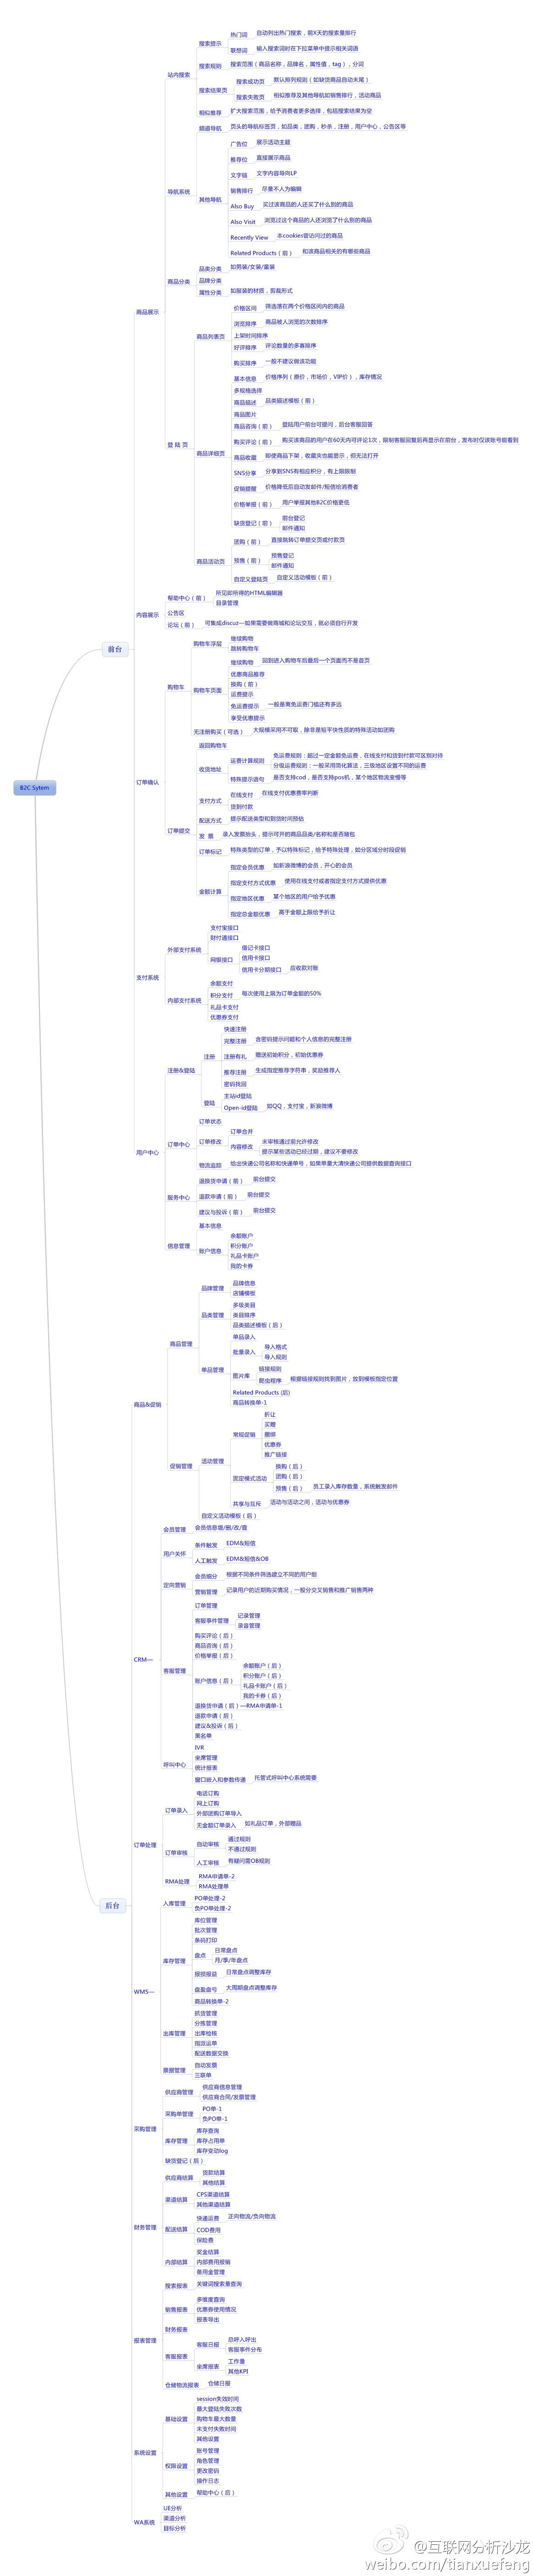 热门词 自动列出热门搜索，前X天的搜索量排行
搜索提示
联想词 输入搜索词时在下拉菜单中提示相关词语
搜索规则 搜索范围（商品名称，品牌名，属性值，tag），分词
站内搜索
搜索成功页 默认排列规则（如缺货商品自动末尾）
搜索结果页
搜索失败页 相似推荐及其他导航如销售排行，活动商品
相似推荐 扩大搜索范围，给予消费者更多选择，包括搜索结果为空
频道导航 页头的导航标签页，如品类，团购，秒杀，注册，用户中心，公告区等
广告位 展示活动主题
推荐位 直接展示商品
文字链 文字内容导向LP
导航系统
销售排行 尽量不人为编辑
其他导航
Also Buy 买过该商品的人还买了什么别的商品
Also Visit 浏览过这个商品的人还浏览了什么别的商品
Recently View 本cookies曾访问过的商品
Related Products（前） 和该商品相关的有哪些商品
品类分类 如男装/女装/童装
商品分类 品牌分类
属性分类 如服装的材质，剪裁形式
价格区间 筛选落在两个价格区间内的商品
商品展示
浏览排序 商品被人浏览的次数排序
商品列表页 上架时间排序
好评排序 评论数量的多寡排序
购买排序 一般不建议做该功能
基本信息 价格序列（原价，市场价，VIP价），库存情况
多规格选择
商品描述 品类描述模板（前）
商品图片
商品咨询（前） 登陆用户前台可提问，后台客服回答
登 陆 页
购买评论（前） 购买该商品的用户在60天内可评论1次，限制客服回复后再显示在前台，发布时仅该账号能看到
商品详细页 商品收藏 即使商品下架，收藏夹也能显示，但无法打开
SNS分享 分享到SNS有相应积分，有上限限制
促销提醒 价格降低后自动发邮件/短信给消费者
价格举报（前） 用户举报其他B2C价格更低
缺货登记（前） 前台登记
邮件通知
团购（前） 直接跳转订单提交页或付款页
商品活动页 预售（前） 预售登记
邮件通知
自定义登陆页 自定义活动模板（前）
帮助中心（前） 所见即所得的HTML编辑器
目录管理
内容展示 公告区
论坛（前） 可集成discuz---如果需要做商城和论坛交互，就必须自行开发
前台
购物车浮层 继续购物
跳转购物车
继续购物 回到进入购物车后最后一个页面而不是首页
优惠商品推荐
购物车 购物车页面 换购（前）
运费提示
免运费提示 一般是离免运费门槛还有多远
享受优惠提示
无注册购买（可选） 大规模采用不可取，除非是短平快性质的特殊活动如团购
返回购物车
收货地址 运费计算规则 免运费规则：超过一定金额免运费，在线支付和货到付款可区别对待
分级运费规则：一般采用简化算法，三级地区设置不同的运费
特殊提示语句 是否支持cod，是否支持pos机，某个地区物流变慢等
订单确认
支付方式 在线支付 在线支付优惠费率判断
货到付款
配送方式 提示配送类型和到货时间预估
B2C Sytem
订单提交 发 票 录入发票抬头，提示可开的商品品类/名称和是否随包
订单标记 特殊类型的订单，予以特殊标记，给予特殊处理，如分区域分时段促销
指定会员优惠 如新浪微博的会员，开心的会员
金额计算 指定支付方式优惠 使用在线支付或者指定支付方式提供优惠
指定地区优惠 某个地区的用户给予优惠
指定总金额优惠 高于金额上限给予折让
支付宝接口
财付通接口
外部支付系统 借记卡接口
网银接口 信用卡接口
信用卡分期接口 应收款对账
支付系统
余额支付
内部支付系统 积分支付 每次使用上限为订单金额的50%
礼品卡支付
优惠券支付
快速注册
完整注册 含密码提示问题和个人信息的完整注册
注册 注册有礼 赠送初始积分，初始优惠券
注册&登陆 推荐注册 生成指定推荐字符串，奖励推荐人
密码找回
登陆 主站id登陆
Open-id登陆 如QQ，支付宝，新浪微博
订单状态
订单合并
订单中心 订单修改 内容修改 未审核通过前允许修改
用户中心 提示某些活动已经过期，建议不要修改
物流追踪 给出快递公司名称和快递单号，如果单量大请快递公司提供数据查询接口
退换货申请（前） 前台提交
服务中心 退款申请（前） 前台提交
建议与投诉（前） 前台提交
基本信息
信息管理 余额账户
账户信息 积分账户
礼品卡账户
我的卡券
品牌管理 品牌信息
店铺模板
多级类目
品类管理 类目排序
品类描述模板（后）
商品管理
单品录入
批量录入 导入格式
导入规则
单品管理 图片库 链接规则
爬虫程序 根据链接规则找到图片，放到模板指定位置
Related Products (后)
商品转换单-1
商品&促销
折让
买赠
常规促销 捆绑
优惠券
推广链接
活动管理 换购（后）
促销管理 固定模式活动 团购（后）
预售（后） 员工录入库存数量，系统触发邮件
共享与互斥 活动与活动之间，活动与优惠券
自定义活动模板（后）
会员管理 会员信息增/删/改/查
用户关怀 条件触发 EDM&短信
人工触发 EDM&短信&OB
定向营销 会员细分 根据不同条件筛选建立不同的用户组
营销管理 记录用户的近期购买情况，一般分交叉销售和推广销售两种
订单管理
客服事件管理 记录管理
录音管理
购买评论（后）
商品咨询（后）
CRM— 价格举报（后）
客服管理 余额账户（后）
账户信息（后） 积分账户（后）
礼品卡账户（后）
我的卡券（后）
退换货申请（后）—RMA申请单-1
退款申请（后）
建议&投诉（后）
黑名单
IVR
坐席管理
呼叫中心 统计报表
窗口嵌入和参数传递 托管式呼叫中心系统需要
电话订购
订单录入 网上订购
外部团购订单导入
无金额订单录入 如礼品订单，外部赠品
订单处理
订单审核 自动审核 通过规则
不通过规则
人工审核 有疑问需OB规则
RMA处理 RMA申请单-2
RMA处理单
后台
入库管理 PO单处理-2
负PO单处理-2
库位管理
批次管理
条码打印
库存管理 盘点 日常盘点
月/季/年盘点
报损报益 日常盘点调整库存
盘盈盘亏 大周期盘点调整库存
WMS— 商品转换单-2
抓货管理
分拣管理
出库管理 出库检核
指派运单
配送数据交换
票据管理 自动发票
三联单
供应商管理 供应商信息管理
供应商合同/发票管理
采购管理 采购单管理 PO单-1
负PO单-1
库存管理 库存查询
库存占用单
库存变动log
缺货登记（后）
供应商结算 货款结算
其他结算
渠道结算 CPS渠道结算
其他渠道结算
财务管理
配送结算 快递运费 正向物流/负向物流
COD费用
保险费
奖金结算
内部结算 内部费用报销
备用金管理
搜索报表 关键词搜索量查询
多维度查询
销售报表 优惠券使用情况
报表导出
报表管理 财务报表
客服报表 客服日报 总呼入呼出
客服事件分布
坐席报表 工作量
其他KPI
仓储物流报表 仓储日报
session失效时间
最大登陆失败次数
基础设置 购物车最大数量
未支付失败时间
其他设置
系统设置
账号管理
权限设置 角色管理
更改密码
操作日志
其他设置 帮助中心（后）
UE分析
WA系统 渠道分析
目标分析
@互联网分析沙龙
weibo.com/tianxuefeng